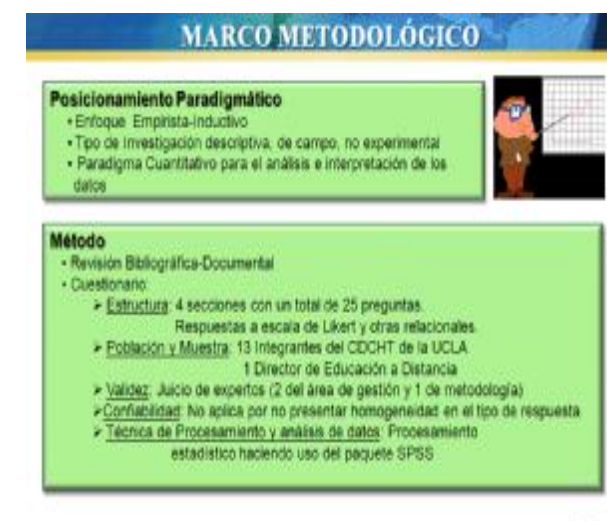 MARCO METODOLÓGICO
Posicionamiento Paradigmático
• Enfoque Empirista-Inductivo
• Tipo de Investigación descriptiva, de campo, no experimental
• Paradigma Cuantitativo para el análisis e interpretación de los
datos
Método
• Revisión Bibliográfica-Documental
• Cuestionario:
➢ Estructura: 4 secciones con un total de 25 preguntas.
Respuestas a escala de Likert y otras relacionales.
➢ Población y Muestra: 13 Integrantes del CDCHT de la UCLA
1 Director de Educación a Distancia
➢ Validez: Juicio de expertos (2 del área de gestión y 1 de metodología)
➢Confiabilidad: No aplica por no presentar homogeneidad en el tipo de respuesta
➢ Técnica de Procesamiento y análisis de datos: Procesamiento
estadístico haciendo uso del paquete SPSS